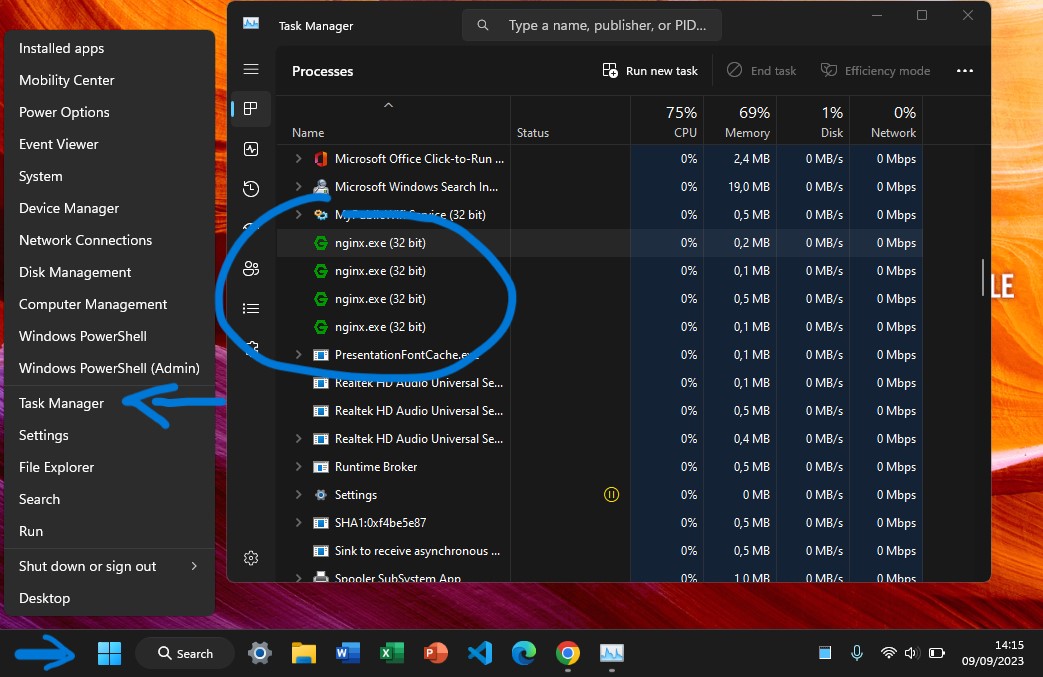 Installed apps
Mobility Center
Power Options
Event Viewer
System
Device Manager
Network Connections
Disk Management
Computer Management
Windows PowerShell
Windows PowerShell (Admin)
Task Manager
Settings
File Explorer
Search
Run
Shut down or sign out
Desktop
Task Manager
Type a name, publisher, or PID...
Processes
Run new task
End task
Efficiency mode
75% 69% 1% 0%
Name Status CPU Memory Disk Network
Microsoft Office Click-to-Run ... 0% 2,4 MB 0 MB/s 0 Mbps
Microsoft Windows Search In... 0% 19,0 MB 0 MB/s 0 Mbps
MyPublicWifi Service (32 bit) 0% 0,5 MB 0 MB/s 0 Mbps
nginx.exe (32 bit) 0% 0,2 MB 0 MB/s 0 Mbps
nginx.exe (32 bit) 0% 0,1 MB 0 MB/s 0 Mbps
nginx.exe (32 bit) 0% 0,5 MB 0 MB/s 0 Mbps
nginx.exe (32 bit) 0% 0,1 MB 0 MB/s 0 Mbps
PresentationFontCache.exe 0% 0,1 MB 0 MB/s 0 Mbps
Realtek HD Audio Universal Se... 0% 0,1 MB 0 MB/s 0 Mbps
Realtek HD Audio Universal Se... 0% 0,5 MB 0 MB/s 0 Mbps
Realtek HD Audio Universal Se... 0% 0,4 MB 0 MB/s 0 Mbps
Runtime Broker 0% 0,5 MB 0 MB/s 0 Mbps
Settings 0% 0 MB 0 MB/s 0 Mbps
SHA1:0xf4be5e87 0% 0,5 MB 0 MB/s 0 Mbps
Sink to receive asynchronous ... 0% 0,5 MB 0 MB/s 0 Mbps
Spooler SubSystem App 0% 1,0 MB 0 MB/s 0 Mbps
LE
Search
14:15
09/09/2023